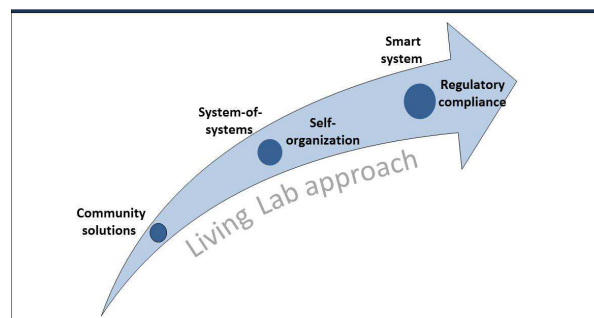 Smart
system
Regulatory
compliance
System-of-
systems
Self-
organization
Living Lab approach
Community
solutions